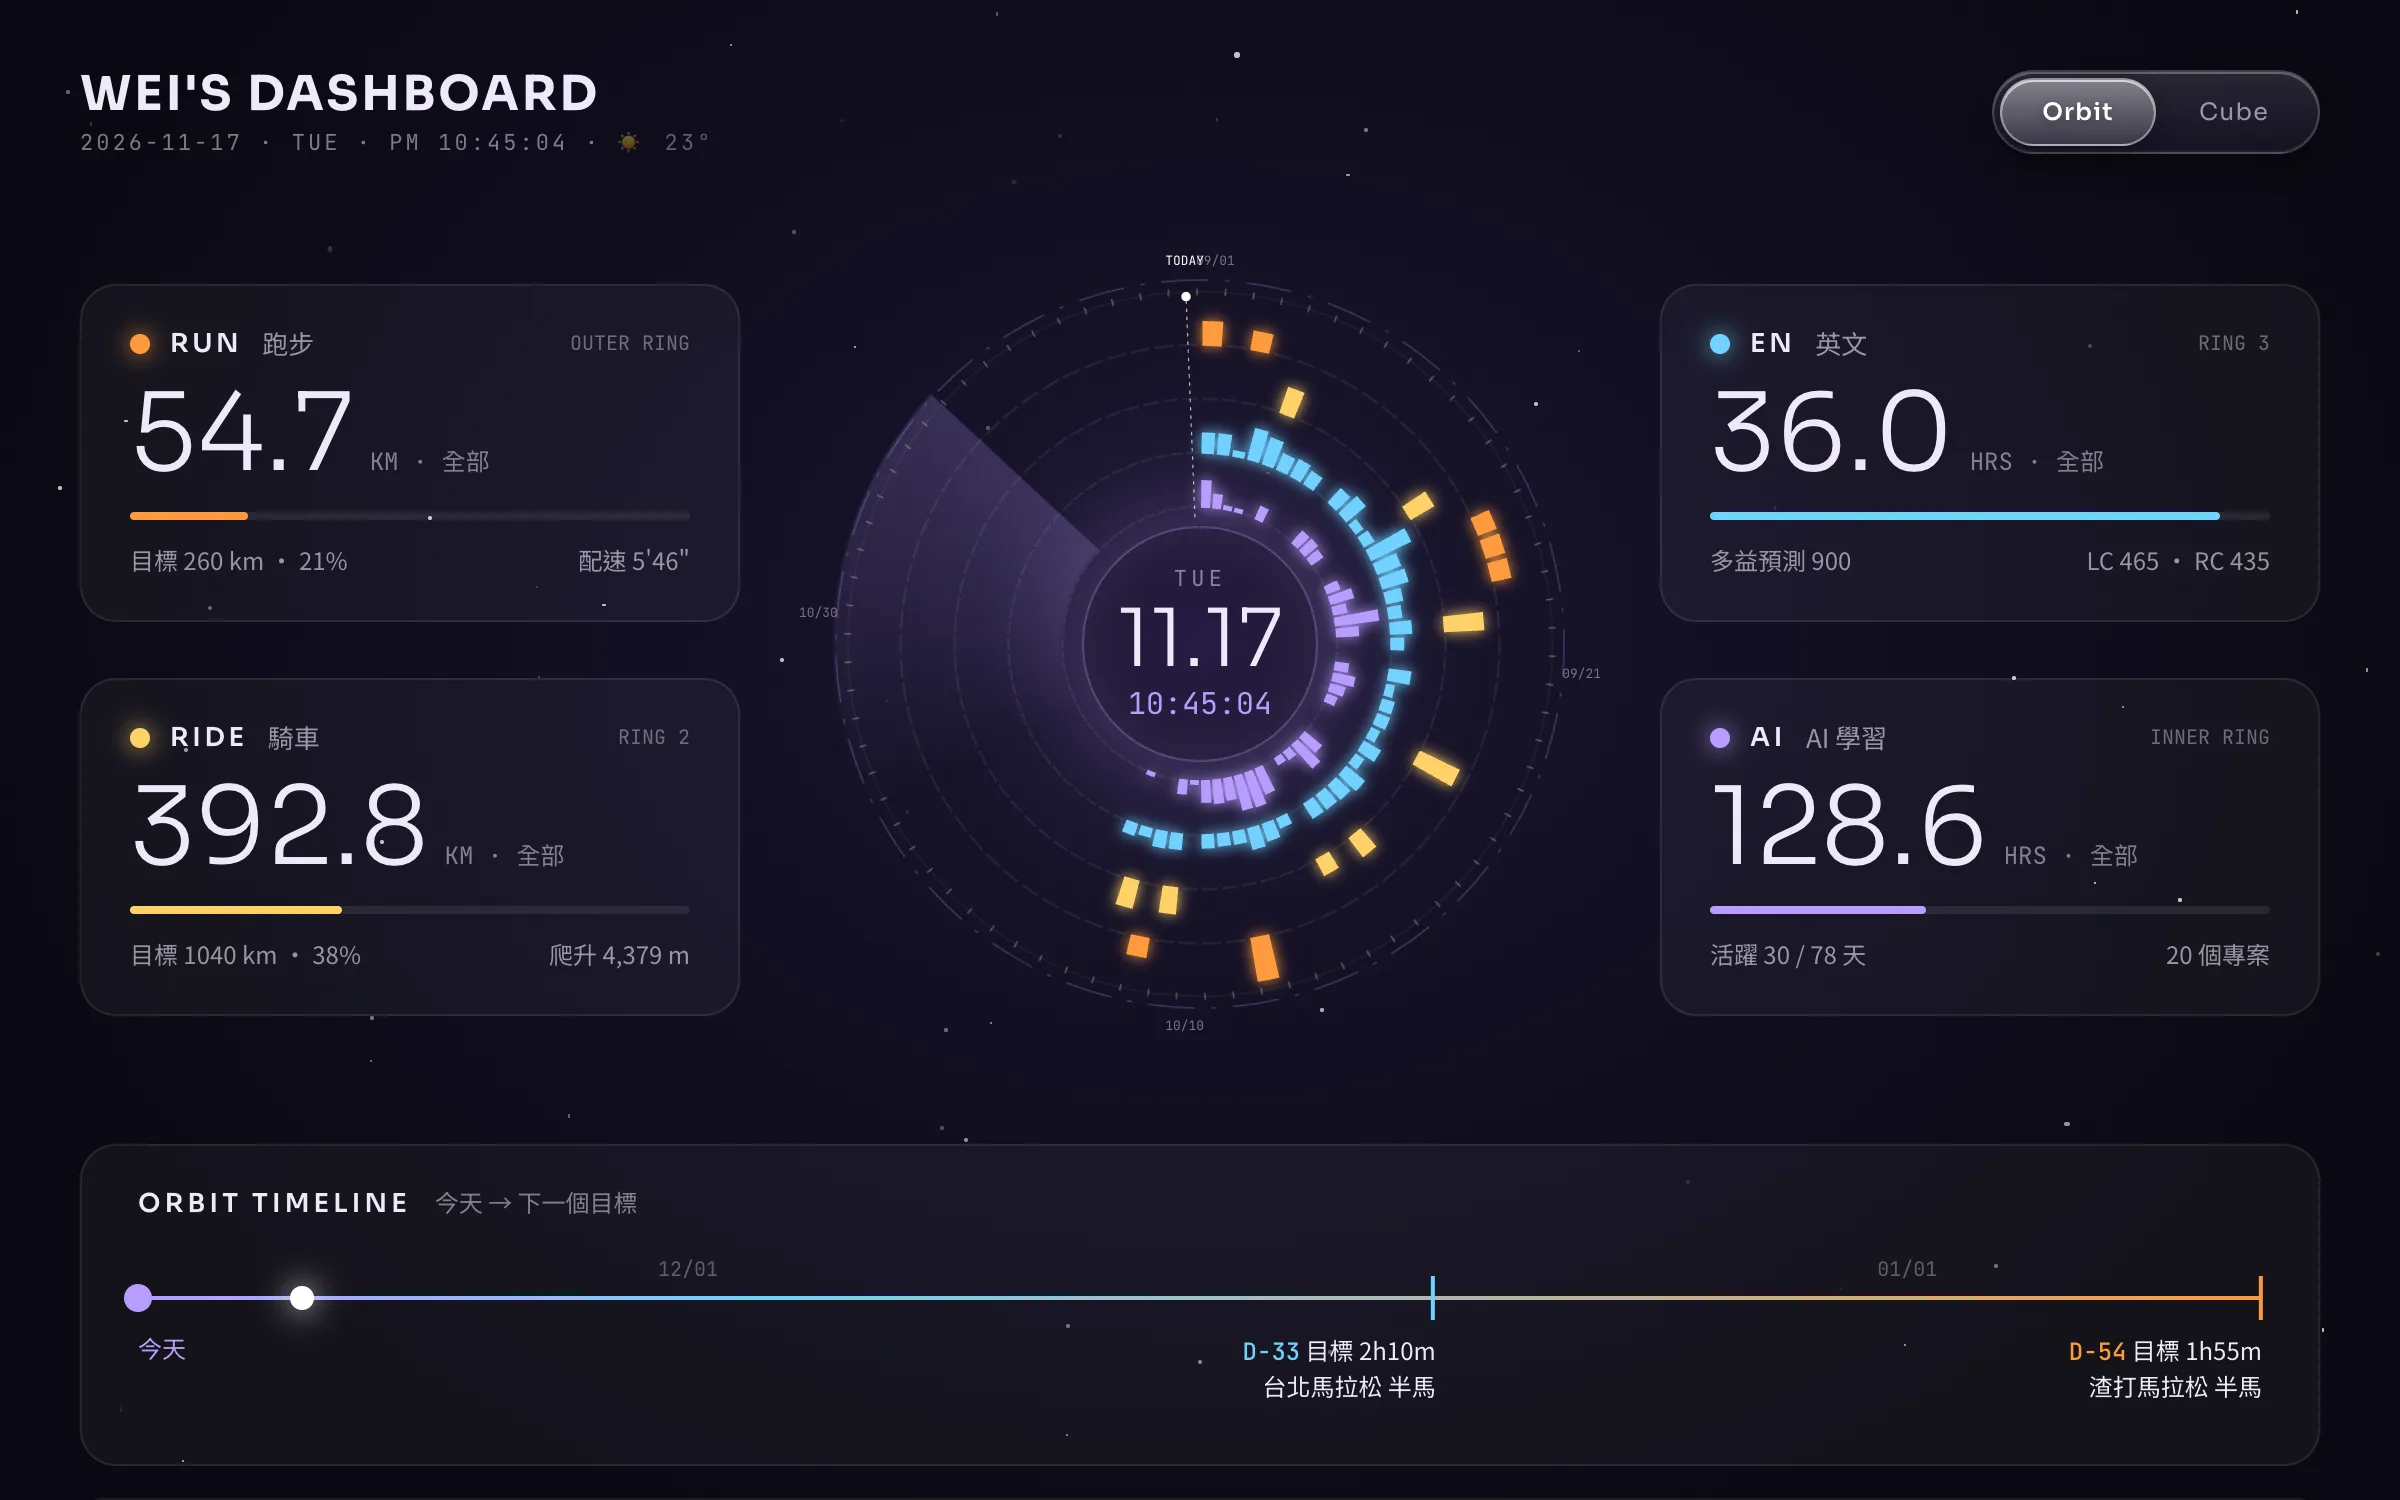 WEI'S DASHBOARD
2026-11-17 · TUE · PM 10:45:04 · ☀ 23°
Orbit
Cube
RUN 跑步
OUTER RING
54.7 KM · 全部
目標 260 km · 21%
配速 5'46"
RIDE 騎車
RING 2
392.8 KM · 全部
目標 1040 km · 38%
爬升 4,379 m
TODAY
09/01
09/21
10/10
10/30
TUE
11.17
10:45:04
EN 英文
RING 3
36.0 HRS · 全部
多益預測 900
LC 465 · RC 435
AI AI 學習
INNER RING
128.6 HRS · 全部
活躍 30 / 78 天
20 個專案
ORBIT TIMELINE 今天 → 下一個目標
12/01
01/01
今天
D-33 目標 2h10m
台北馬拉松 半馬
D-54 目標 1h55m
渣打馬拉松 半馬